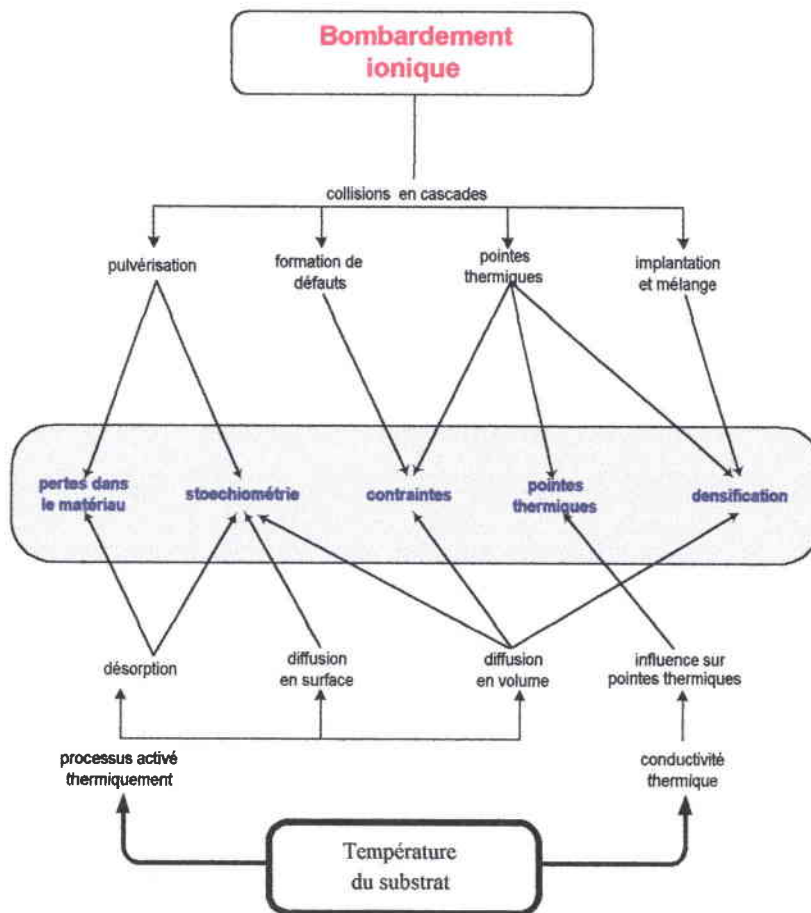 Bombardement
ionique
collisions en cascades
pulvérisation
formation de
défauts
pointes
thermiques
implantation
et mélange
pertes dans
le matériau
stoechiométrie
contraintes
pointes
thermiques
densification
désorption
diffusion
en surface
diffusion
en volume
influence sur
pointes thermiques
processus activé
thermiquement
conductivité
thermique
Température
du substrat